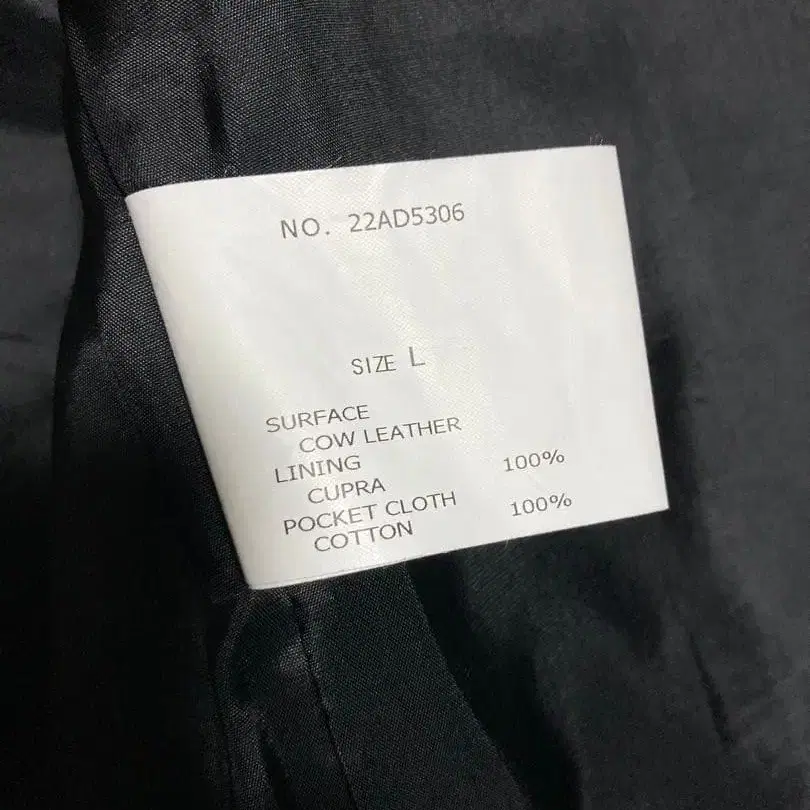 NO. 22AD5306
SIZE L
SURFACE
COW LEATHER
LINING
CUPRA 100%
POCKET CLOTH
COTTON 100%